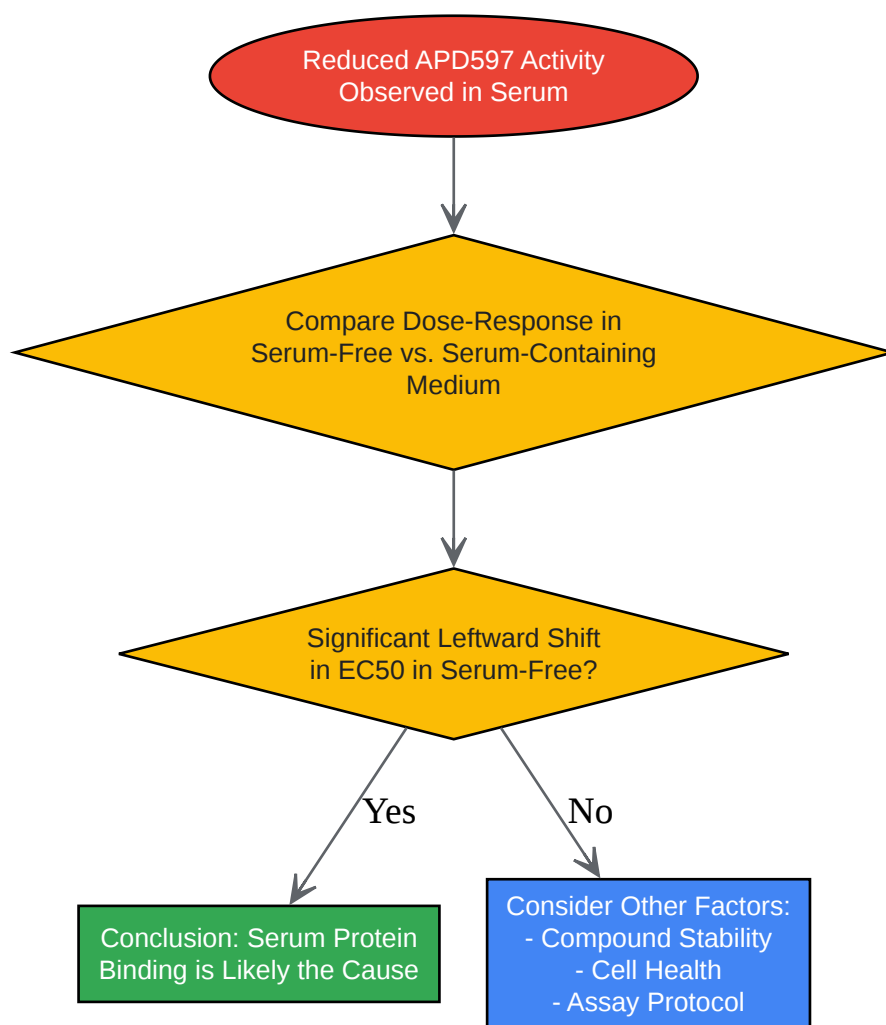 Reduced APD597 Activity
Observed in Serum
Compare Dose-Response in
Serum-Free vs. Serum-Containing
Medium
Significant Leftward Shift
in EC50 in Serum-Free?
Yes
No
Conclusion: Serum Protein
Binding is Likely the Cause
Consider Other Factors:
- Compound Stability
- Cell Health
- Assay Protocol